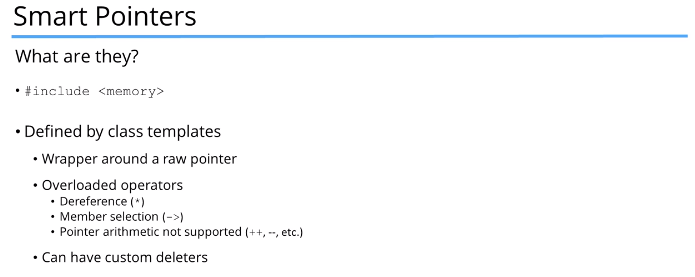 Smart Pointers
What are they?
• #include <memory>
• Defined by class templates
• Wrapper around a raw pointer
• Overloaded operators
• Dereference (*)
• Member selection (->)
• Pointer arithmetic not supported (++, --, etc.)
• Can have custom deleters